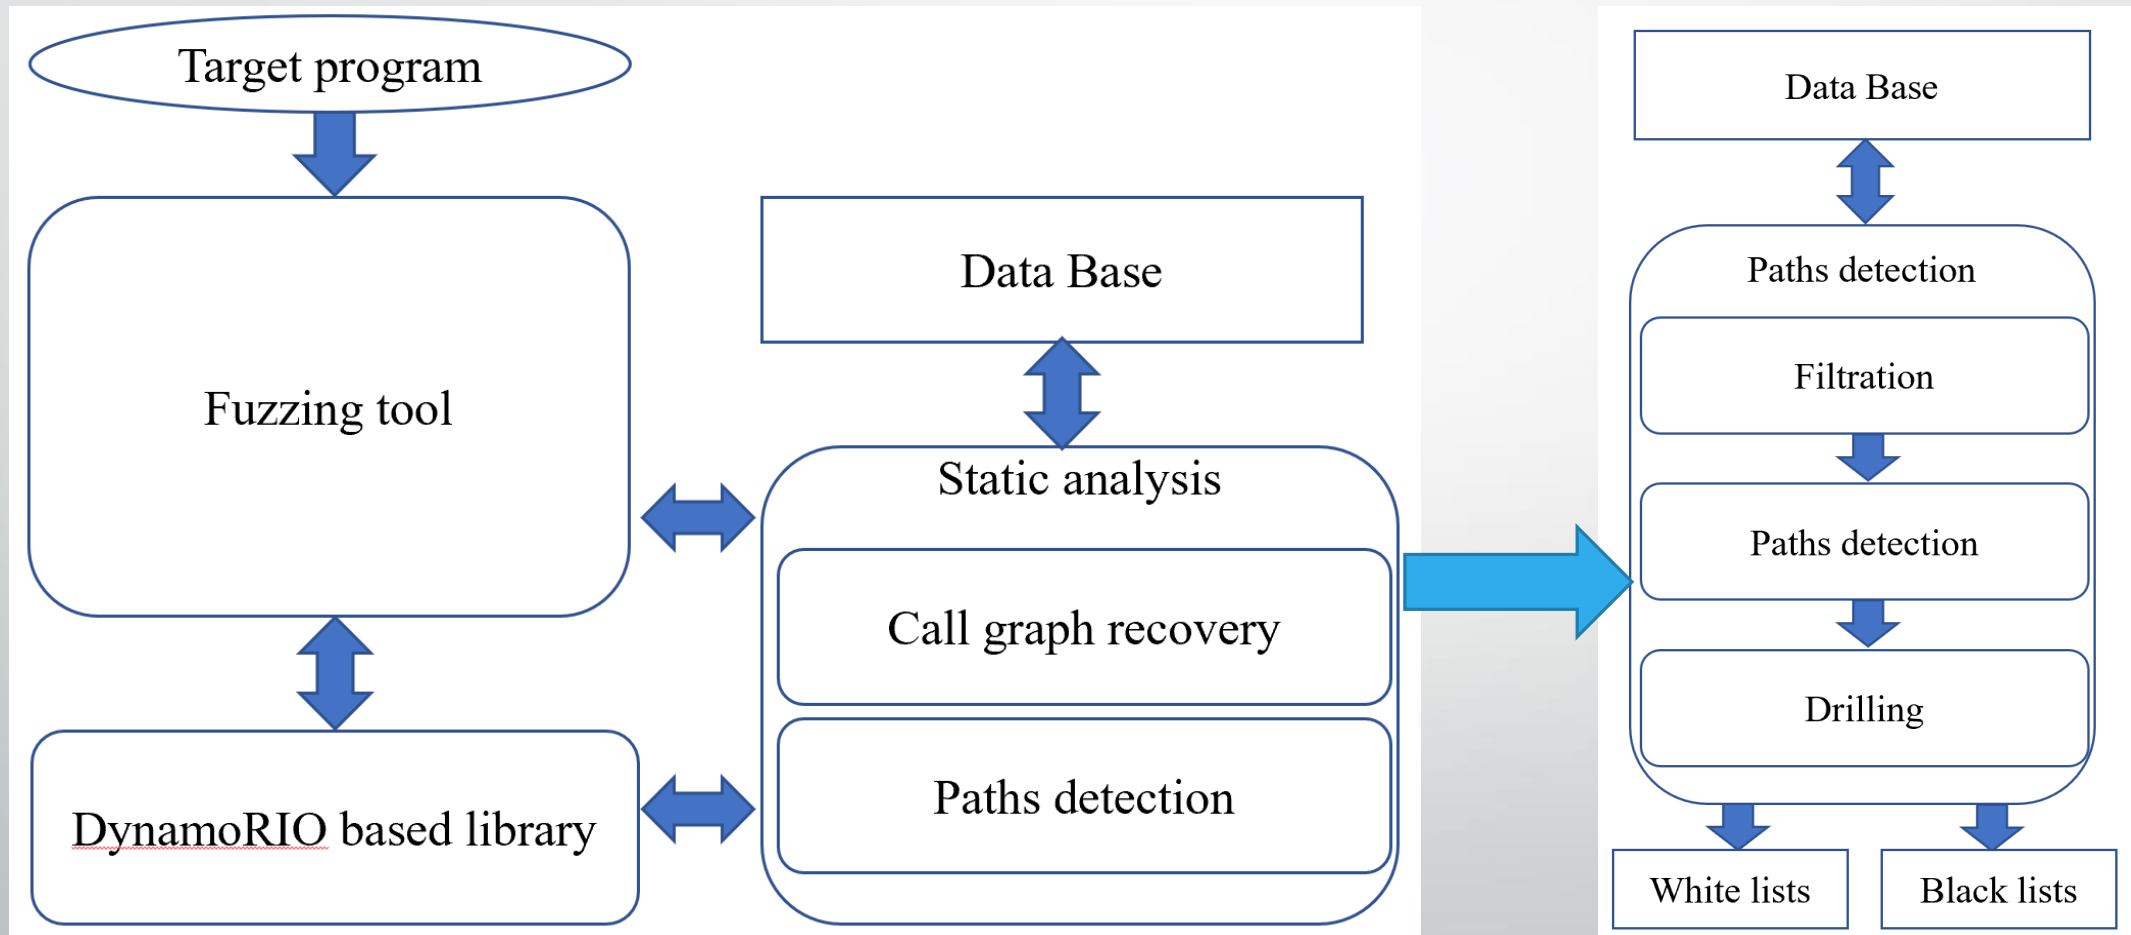 Target program
Fuzzing tool
DynamoRIO based library
Data Base
Static analysis
Call graph recovery
Paths detection
Data Base
Paths detection
Filtration
Paths detection
Drilling
White lists
Black lists